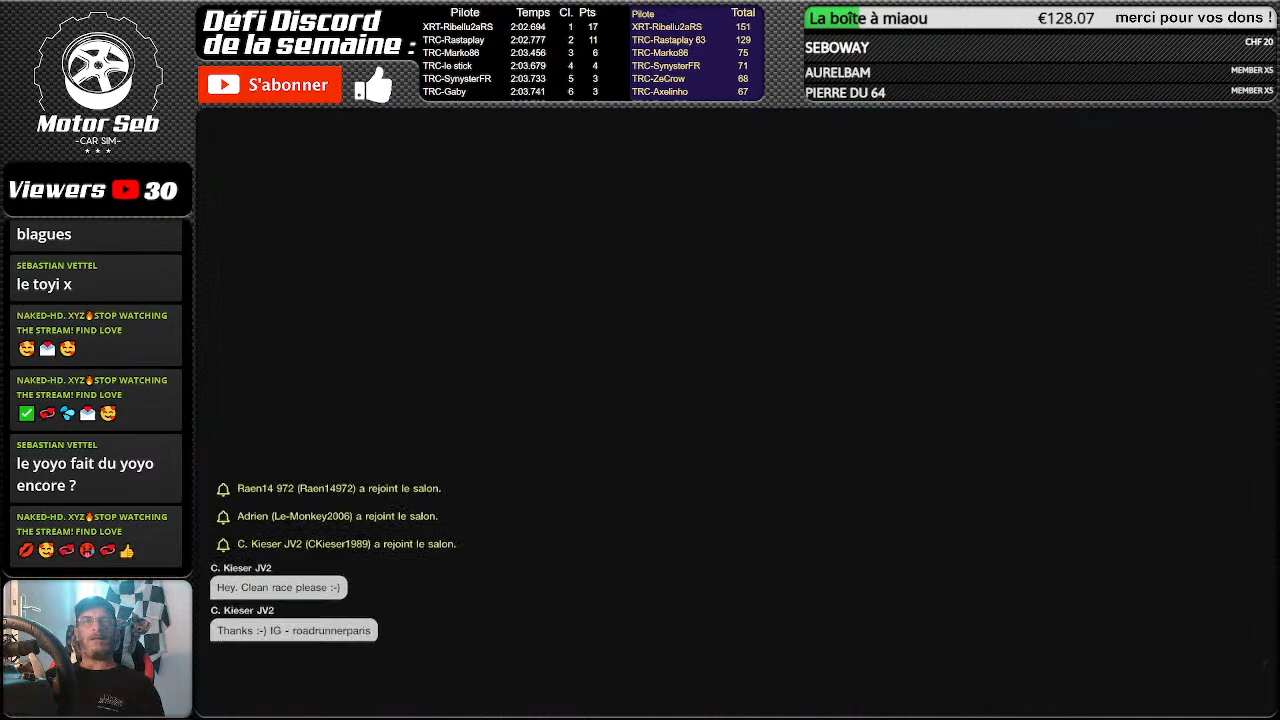 Motor Seb
-CAR SIM-
Défi Discord
de la semaine :
S'abonner
Pilote Temps Cl. Pts
XRT-Ribellu2aRS 2:02.694 1 17
TRC-Rastaplay 2:02.777 2 11
TRC-Marko86 2:03.456 3 6
TRC-le stick 2:03.679 4 4
TRC-SynysterFR 2:03.733 5 3
TRC-Gaby 2:03.741 6 3
Pilote Total
XRT-Ribellu2aRS 151
TRC-Rastaplay 63 129
TRC-Marko86 75
TRC-SynysterFR 71
TRC-ZeCrow 68
TRC-Axelinho 67
La boîte à miaou €128.07 merci pour vos dons !
SEBOWAY CHF 20
AURELBAM MEMBER X5
PIERRE DU 64 MEMBER X5
Viewers 30
blagues
SEBASTIAN VETTEL
le toyi x
NAKED-HD. XYZ🔥STOP WATCHING
THE STREAM! FIND LOVE
🥰 💌 🥰
NAKED-HD. XYZ🔥STOP WATCHING
THE STREAM! FIND LOVE
✅ 💋 💦 💌 🥰
SEBASTIAN VETTEL
le yoyo fait du yoyo
encore ?
NAKED-HD. XYZ🔥STOP WATCHING
THE STREAM! FIND LOVE
Raen14 972 (Raen14972) a rejoint le salon.
Adrien (Le-Monkey2006) a rejoint le salon.
C. Kieser JV2 (CKieser1989) a rejoint le salon.
C. Kieser JV2
Hey. Clean race please :-)
C. Kieser JV2
Thanks :-) IG - roadrunnerparis